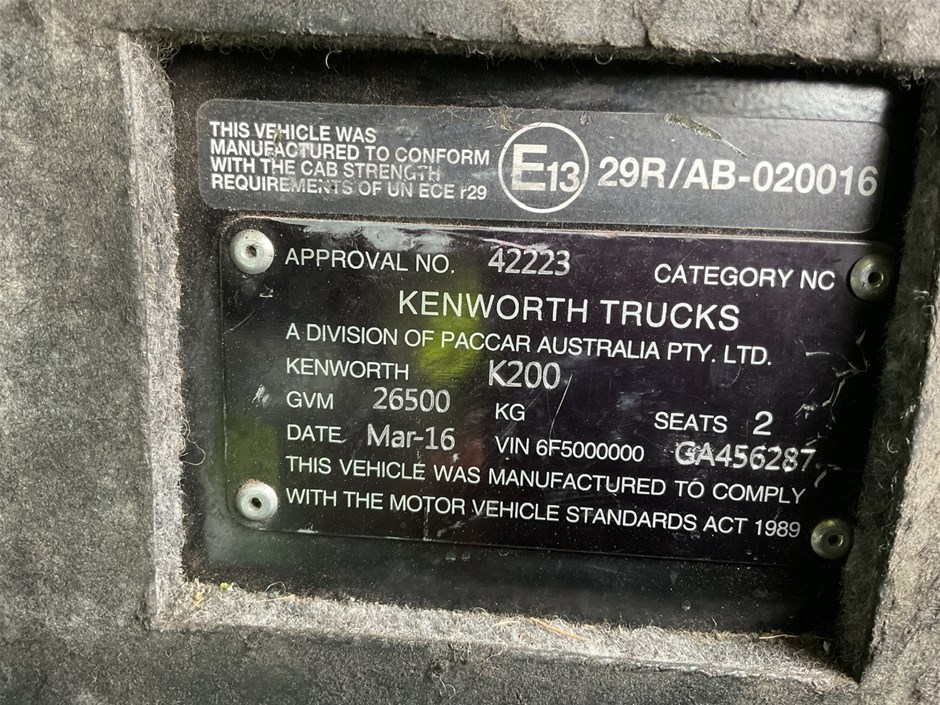 THIS VEHICLE WAS
MANUFACTURED TO CONFORM
WITH THE CAB STRENGTH
REQUIREMENTS OF UN ECE r29
E13 29R/AB-020016
APPROVAL NO. 42223 CATEGORY NC
KENWORTH TRUCKS
A DIVISION OF PACCAR AUSTRALIA PTY. LTD.
KENWORTH K200
GVM 26500 KG SEATS 2
DATE Mar-16 VIN 6F5000000 GA456287
THIS VEHICLE WAS MANUFACTURED TO COMPLY
WITH THE MOTOR VEHICLE STANDARDS ACT 1989